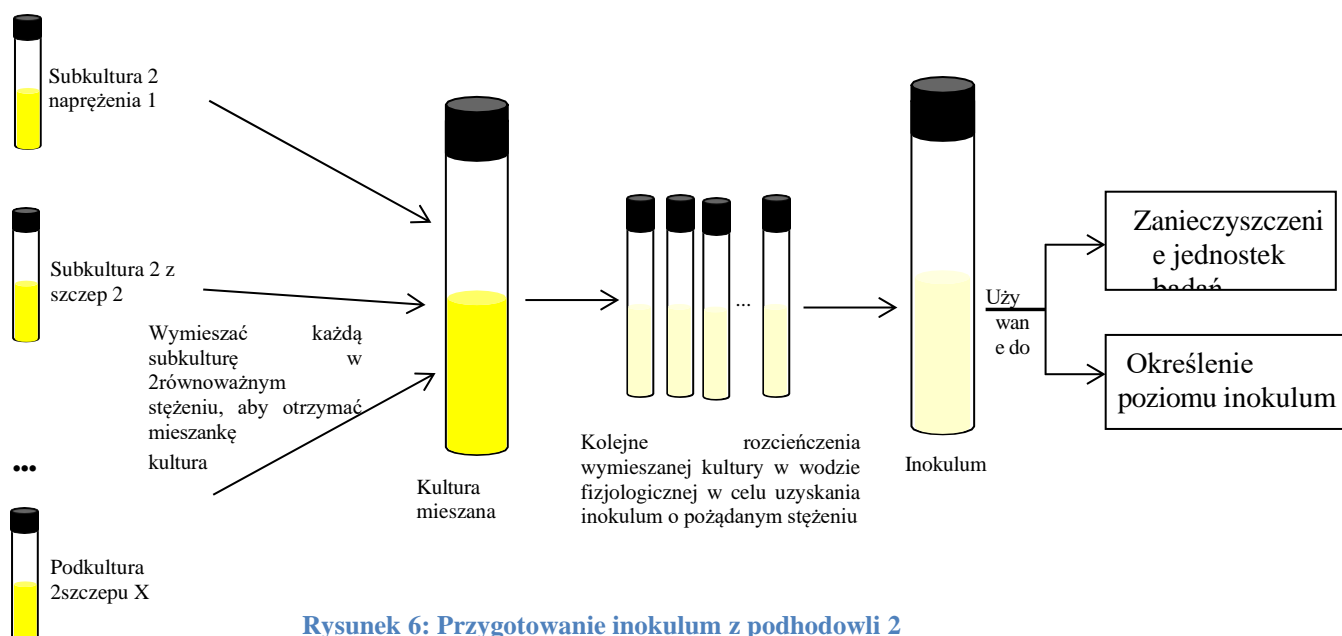 Subkultura 2
naprężenia 1
Subkultura 2 z
szczep 2
Wymieszać każdą
subkulturę w
2równoważnym
stężeniu, aby otrzymać
mieszankę
kultura
...
Podkultura
2szczepu X
Kultura
mieszana
...
Kolejne rozcieńczenia
wymieszanej kultury w wodzie
fizjologicznej w celu uzyskania
inokulum o pożądanym stężeniu
Inokulum
Uży
wan
e do
Zanieczyszczeni
e jednostek
badań
Określenie
poziomu inokulum
Rysunek 6: Przygotowanie inokulum z podhodowli 2